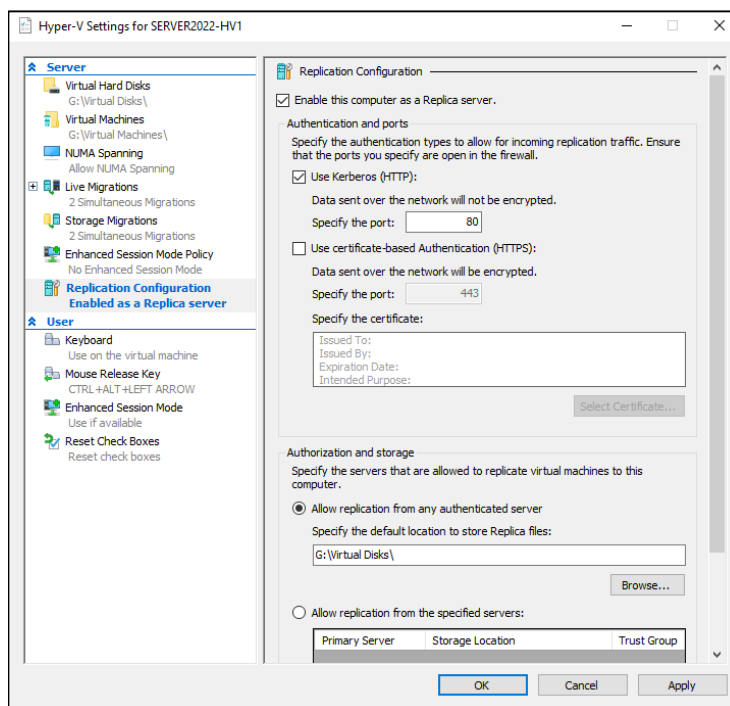 Hyper-V Settings for SERVER2022-HV1
Server
Virtual Hard Disks
G:\Virtual Disks\
Virtual Machines
G:\Virtual Machines\
NUMA Spanning
Allow NUMA Spanning
Live Migrations
2 Simultaneous Migrations
Storage Migrations
2 Simultaneous Migrations
Enhanced Session Mode Policy
No Enhanced Session Mode
Replication Configuration
Enabled as a Replica server
User
Keyboard
Use on the virtual machine
Mouse Release Key
CTRL+ALT+LEFT ARROW
Enhanced Session Mode
Use if available
Reset Check Boxes
Reset check boxes
Replication Configuration
Enable this computer as a Replica server.
Authentication and ports
Specify the authentication types to allow for incoming replication traffic. Ensure
that the ports you specify are open in the firewall.
Use Kerberos (HTTP):
Data sent over the network will not be encrypted.
Specify the port: 80
Use certificate-based Authentication (HTTPS):
Data sent over the network will be encrypted.
Specify the port: 443
Specify the certificate:
Issued To:
Issued By:
Expiration Date:
Intended Purpose:
Select Certificate...
Authorization and storage
Specify the servers that are allowed to replicate virtual machines to this
computer.
Allow replication from any authenticated server
Specify the default location to store Replica files:
G:\Virtual Disks\
Browse...
Allow replication from the specified servers:
Primary Server Storage Location Trust Group
OK Cancel Apply